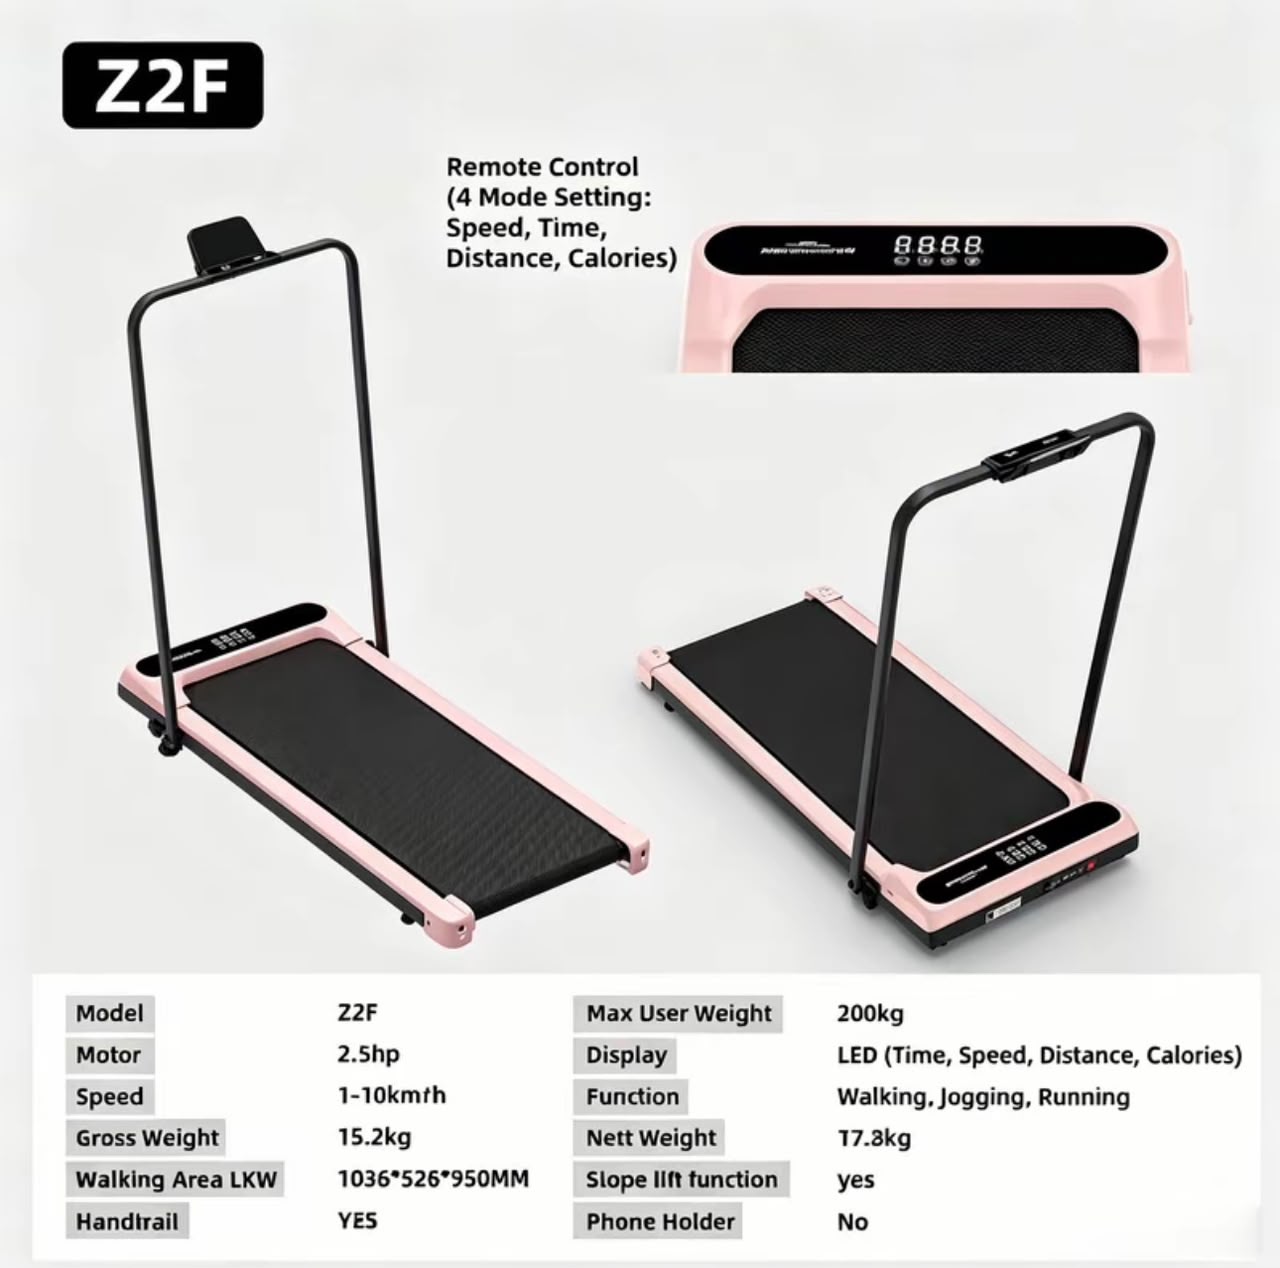 Z2F
Remote Control
(4 Mode Setting:
Speed, Time,
Distance, Calories)
8888
Model Z2F Max User Weight 200kg
Motor 2.5hp Display LED (Time, Speed, Distance, Calories)
Speed 1-10km/h Function Walking, Jogging, Running
Gross Weight 15.2kg Nett Weight 17.8kg
Walking Area LKW 1036*526*950MM Slope lift function yes
Handtrail YES Phone Holder No